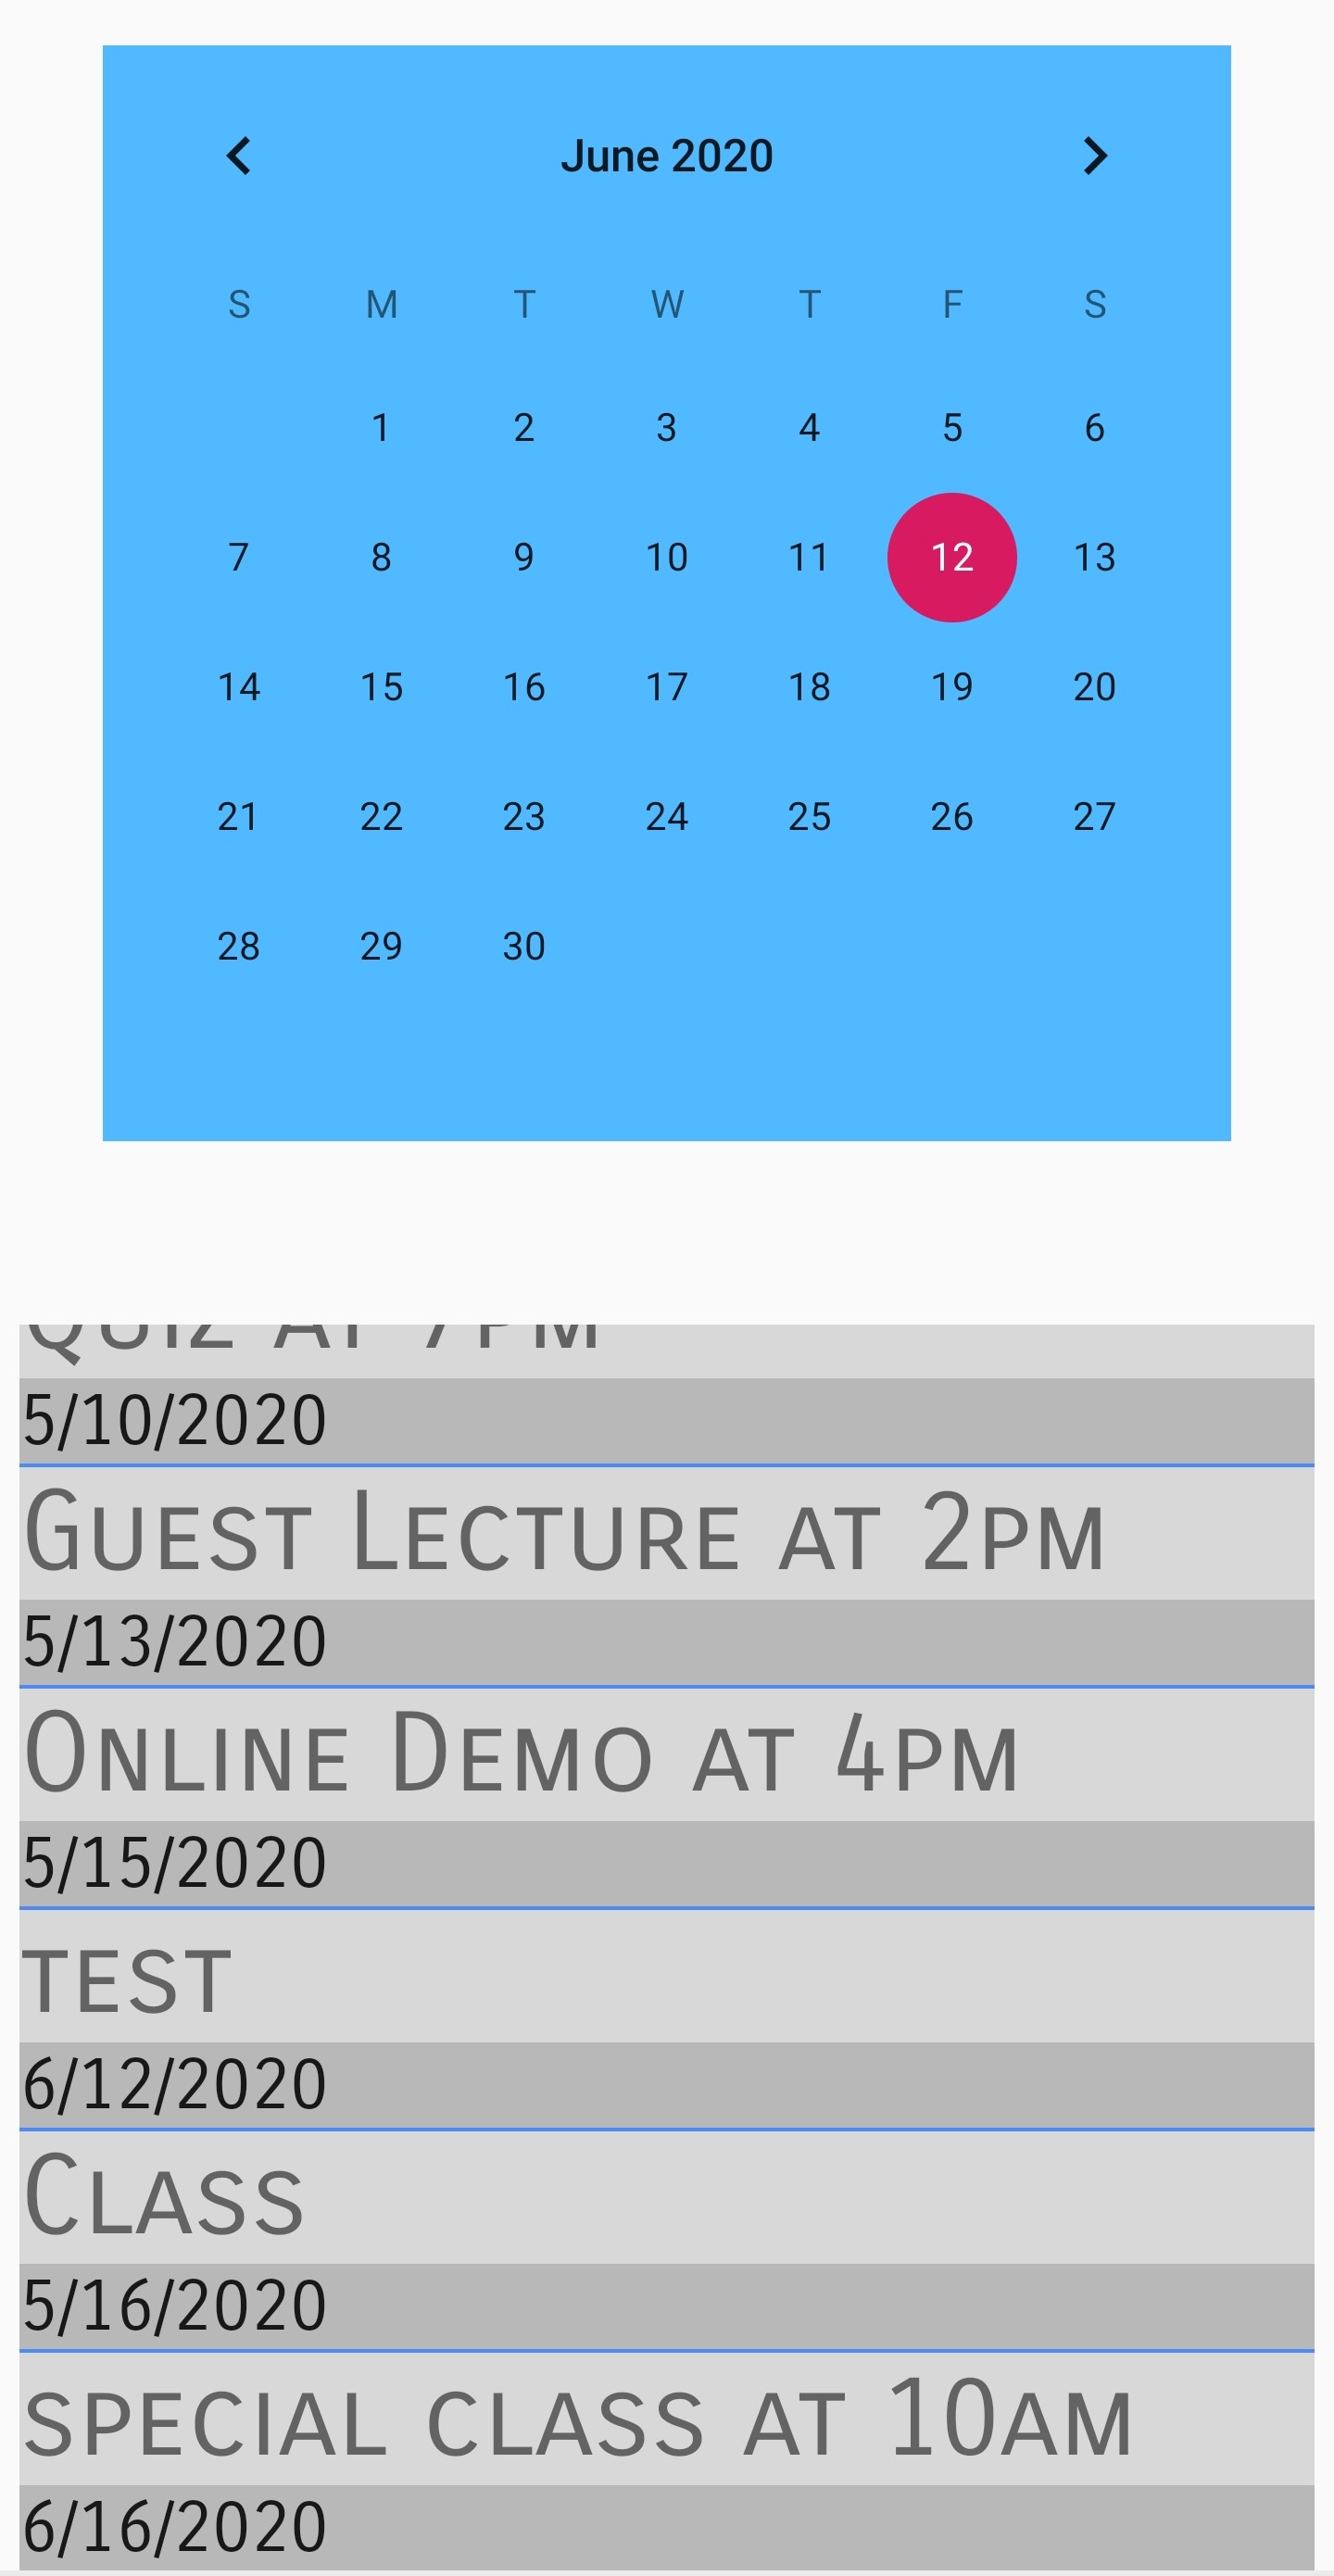 June 2020
S M T W T F S
1 2 3 4 5 6
7 8 9 10 11 12 13
14 15 16 17 18 19 20
21 22 23 24 25 26 27
28 29 30
QUIZ AT 7PM
5/10/2020
Guest Lecture at 2pm
5/13/2020
Online Demo at 4pm
5/15/2020
test
6/12/2020
Class
5/16/2020
special class at 10am
6/16/2020